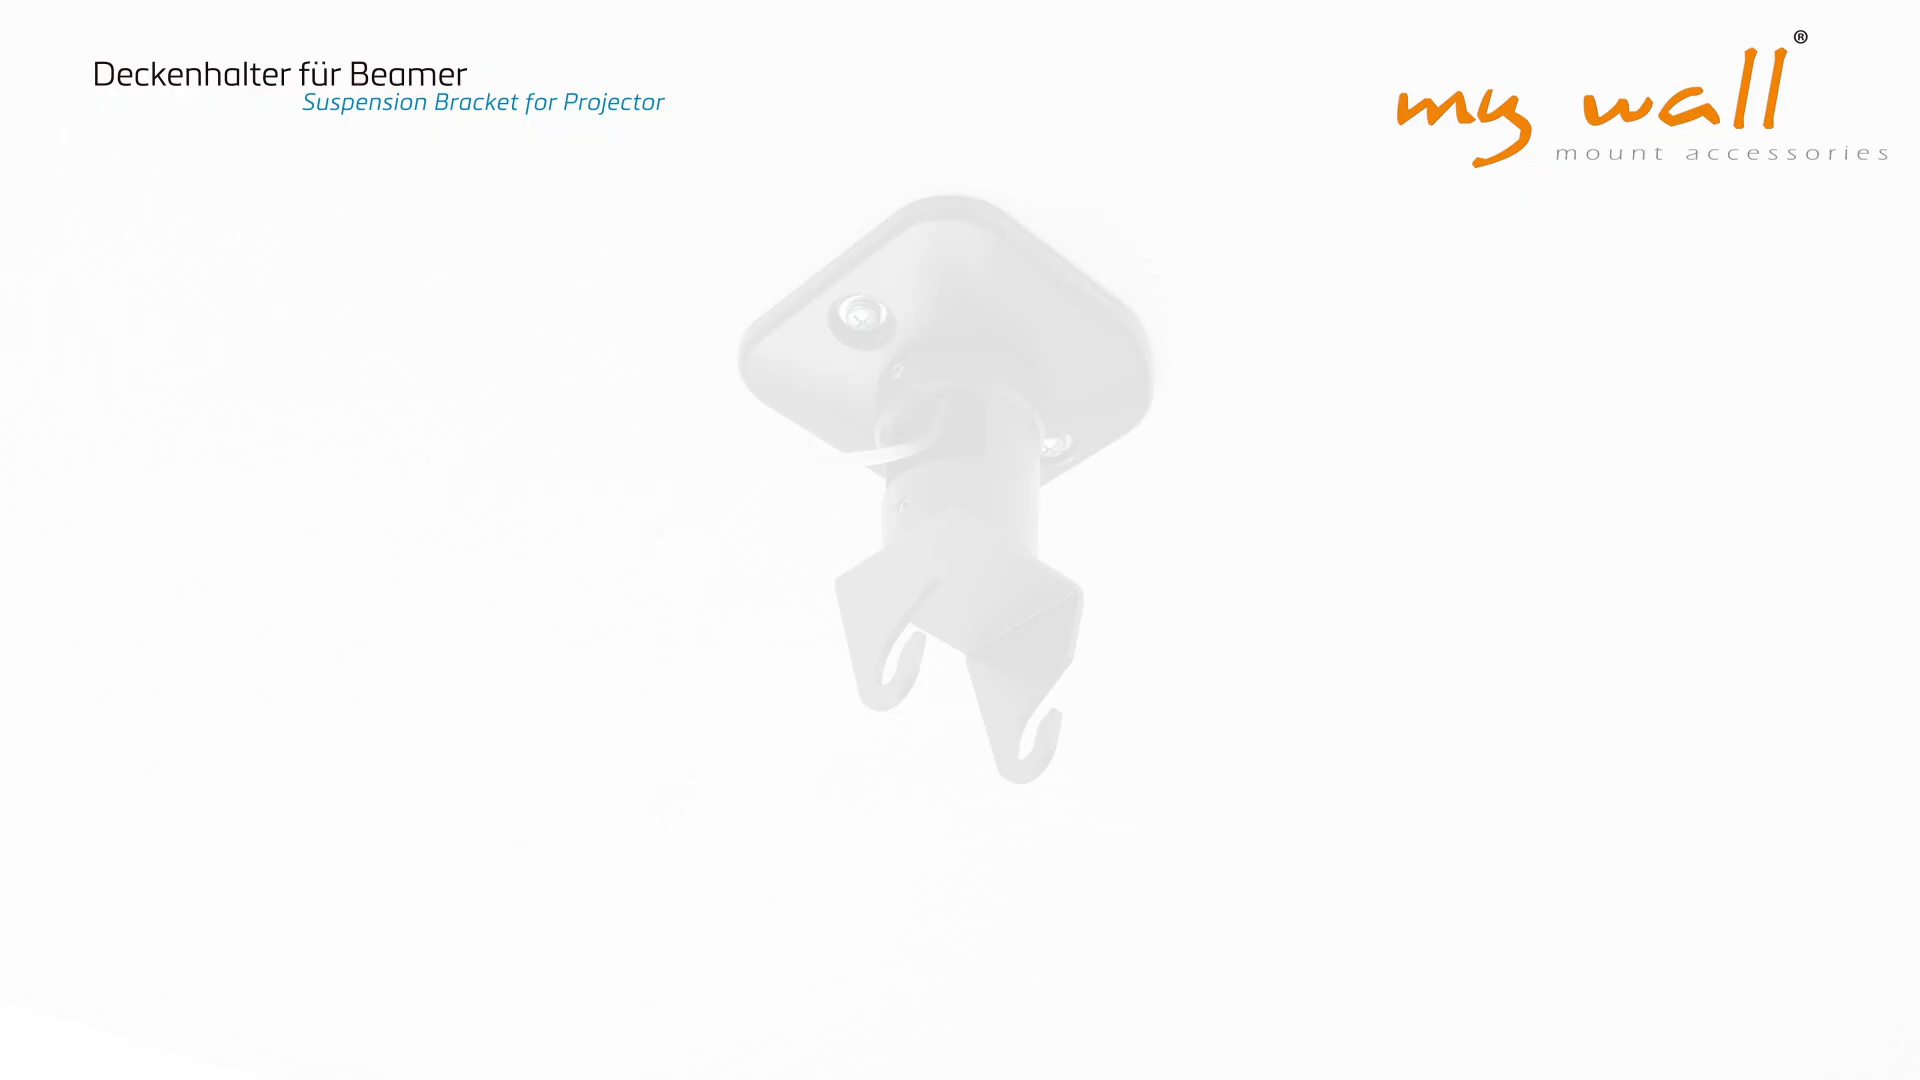 Deckenhalter für Beamer
Suspension Bracket for Projector
my wall®
mount accessories